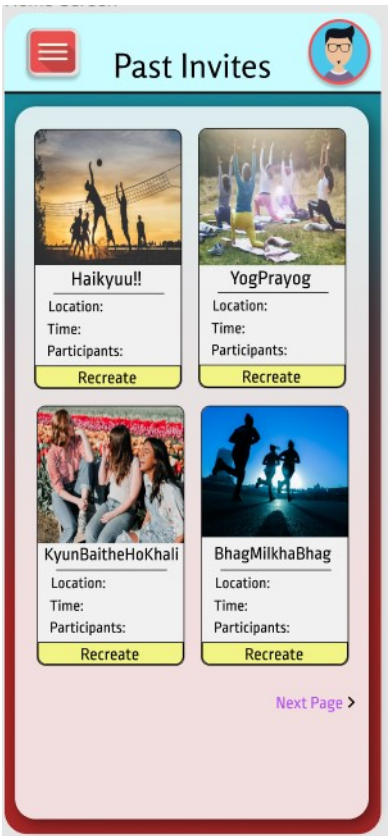 Past Invites
Haikyuu!!
Location:
Time:
Participants:
Recreate
YogPrayog
Location:
Time:
Participants:
Recreate
KyunBaitheHoKhali
Location:
Time:
Participants:
Recreate
BhagMilkhaBhag
Location:
Time:
Participants:
Recreate
Next Page >